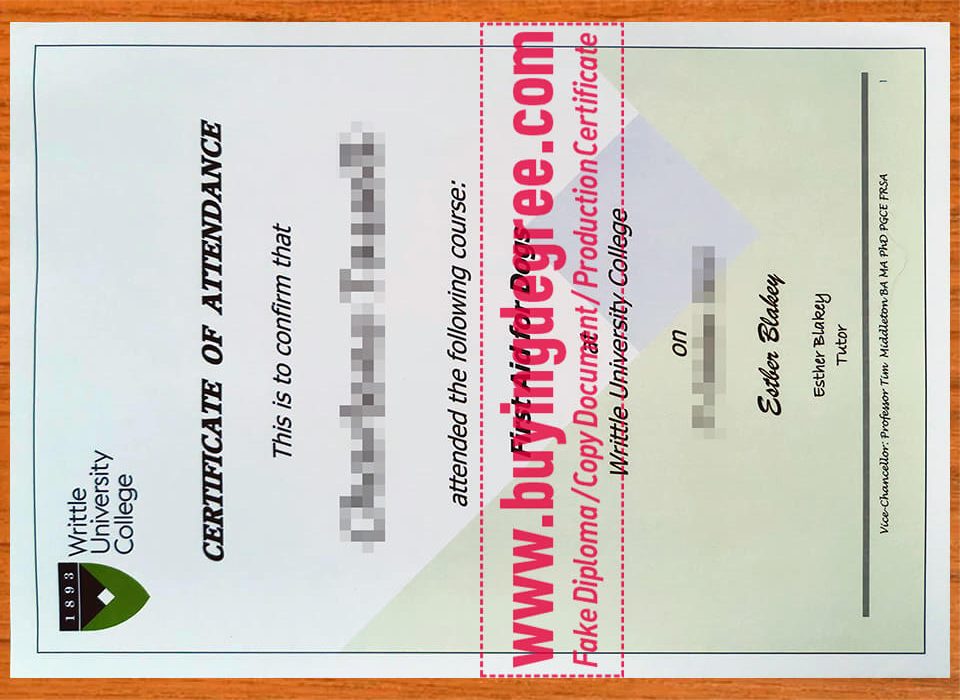 1893
Writtle
University
College
CERTIFICATE OF ATTENDANCE
This is to confirm that
attended the following course:
First Aid for Dogs
at
Writtle University College
on
Esther Blakey
Esther Blakey
Tutor
Vice-Chancellor: Professor Tim Middleton BA MA PhD PGCE FRSA
1
www.buyingdegree.com
Fake Diploma/Copy Document/ProductionCertificate